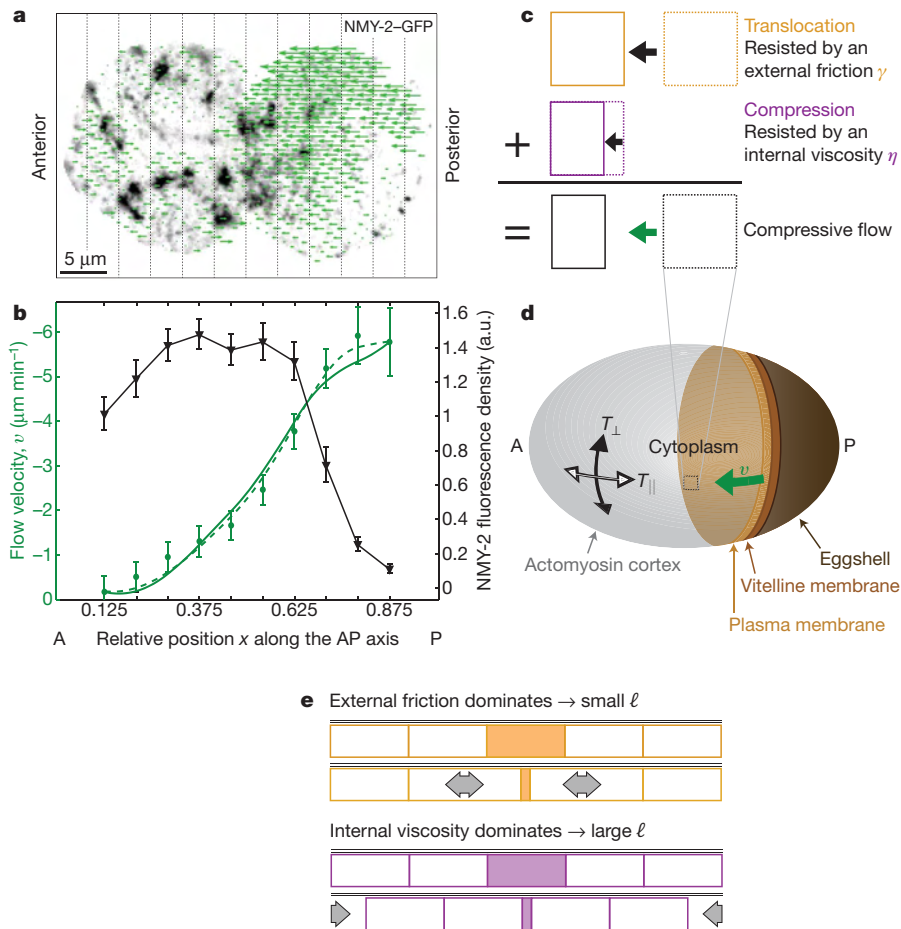 a
NMY-2–GFP
Anterior
Posterior
5 μm
b
Flow velocity, v (μm min⁻¹)
–6
–5
–4
–3
–2
–1
0
1.6
1.4
1.2
1
0.8
0.6
0.4
0.2
0
NMY-2 fluorescence density (a.u.)
0.125 0.375 0.625 0.875
A Relative position x along the AP axis P
c
Translocation
Resisted by an
external friction γ
+
Compression
Resisted by an
internal viscosity η
=
Compressive flow
d
A
T⊥
T||
Cytoplasm
v
P
Actomyosin cortex
Eggshell
Vitelline membrane
Plasma membrane
e
External friction dominates → small ℓ
Internal viscosity dominates → large ℓ